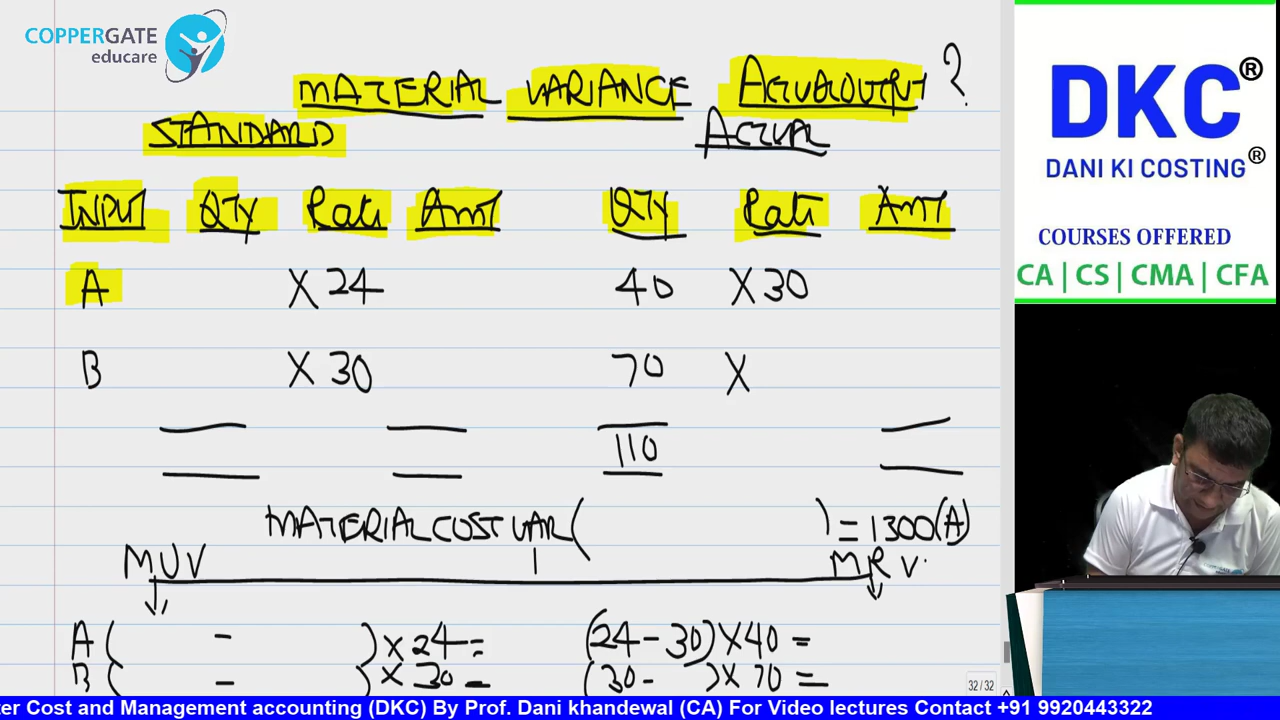 COPPERGATE
educare
MATERIAL VARIANCE ?
STANDARD ACTUAL
INPUT QTY Rate Amt QTY Rate AMT
A X 24 40 X 30
B X 30 70 X
110
MATERIAL COST VAR ( ) = 1300 (A)
MUV MRV
A ( - ) X 24 = (24 - 30) X 40 =
B ( - ) X 30 = (30 - ) X 70 =
32 / 32
DKC®
DANI KI COSTING®
COURSES OFFERED
CA | CS | CMA | CFA
ter Cost and Management accounting (DKC) By Prof. Dani khandewal (CA) For Video lectures Contact +91 9920443322